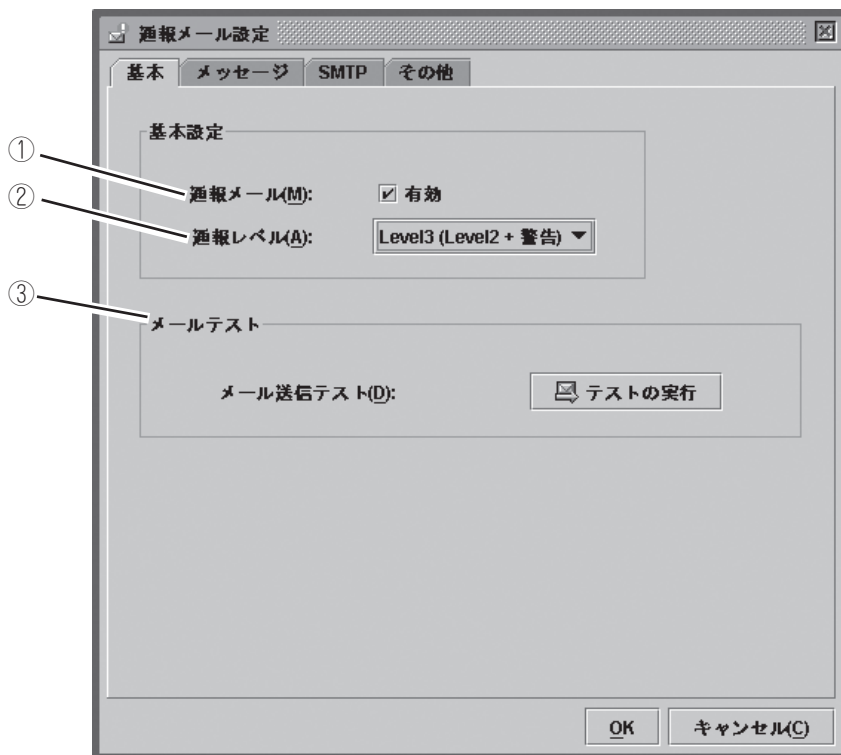 通報メール設定
基本 メッセージ SMTP その他
基本設定
① 通報メール(M): 有効
② 通報レベル(A): Level3 (Level2 + 警告)
③ メールテスト
メール送信テスト(D): テストの実行
OK キャンセル(C)